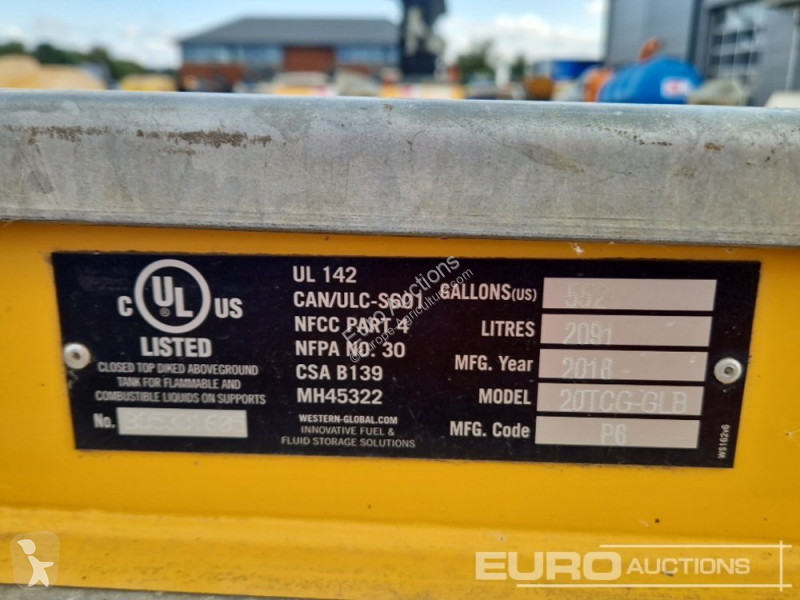 C UL US
®
LISTED
CLOSED TOP DIKED ABOVEGROUND
TANK FOR FLAMMABLE AND
COMBUSTIBLE LIQUIDS ON SUPPORTS
No.
UL 142
CAN/ULC-S601
NFCC PART 4
NFPA NO. 30
CSA B139
MH45322
WESTERN-GLOBAL.COM
INNOVATIVE FUEL &
FLUID STORAGE SOLUTIONS
GALLONS(US) 552
LITRES 2091
MFG. Year 2018
MODEL 20TCG-GLB
MFG. Code P6
WS162r6
Euro Auctions
EURO AUCTIONS